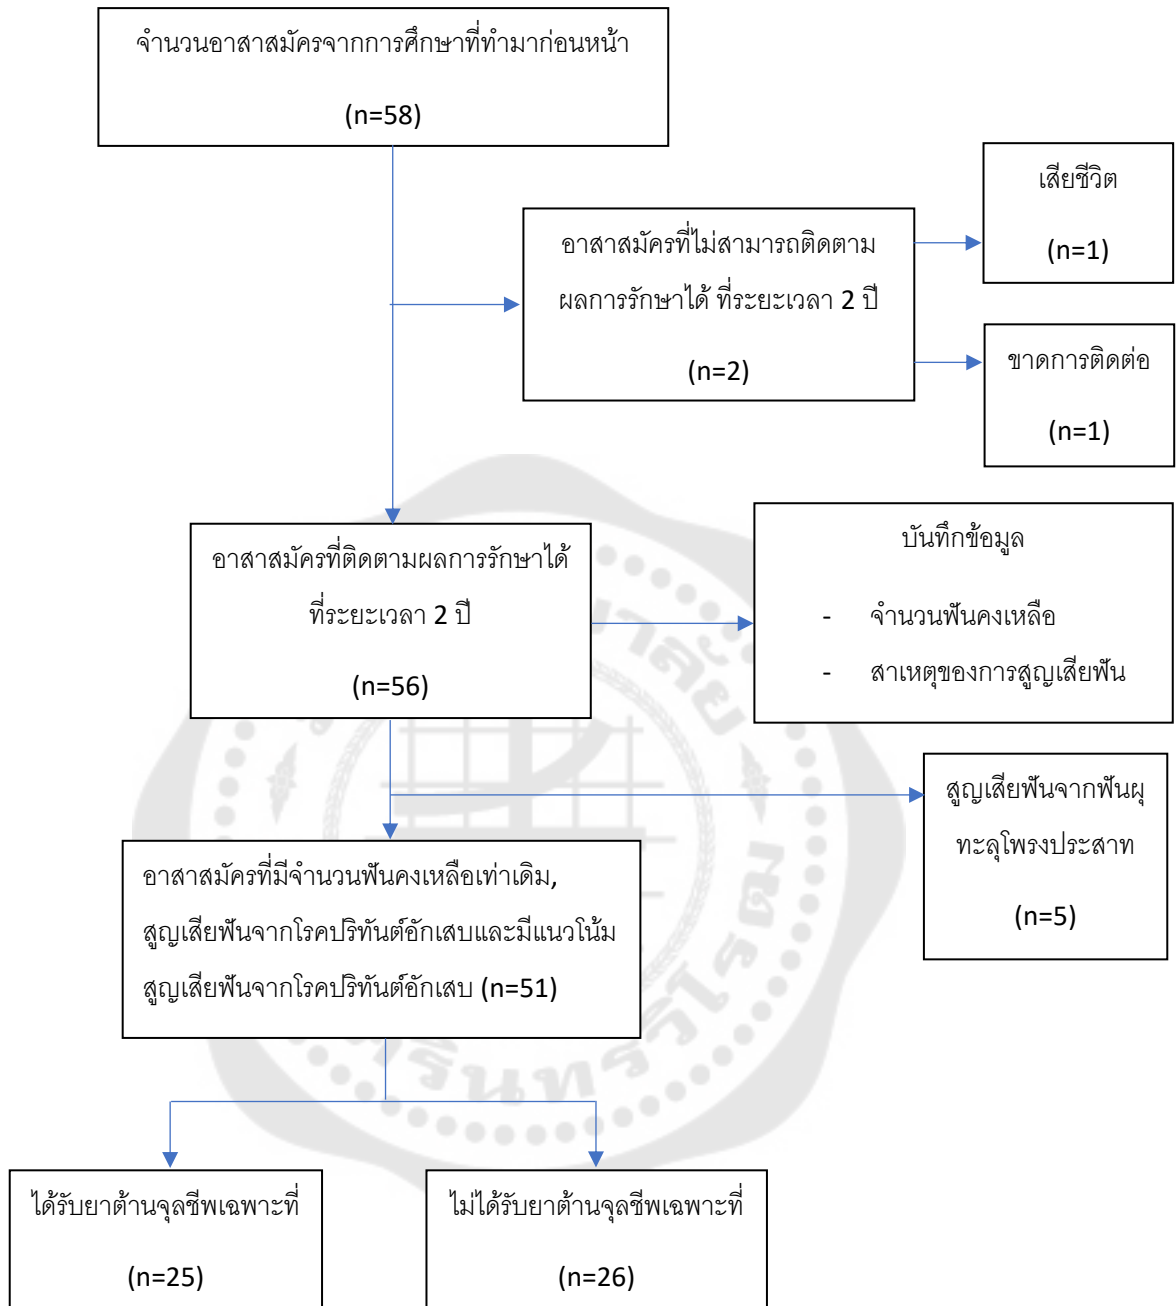 จำนวนอาสาสมัครจากการศึกษาที่ทำมาก่อนหน้า
(n=58)
เสียชีวิต
(n=1)
อาสาสมัครที่ไม่สามารถติดตาม
ผลการรักษาได้ ที่ระยะเวลา 2 ปี
(n=2)
ขาดการติดต่อ
(n=1)
อาสาสมัครที่ติดตามผลการรักษาได้
ที่ระยะเวลา 2 ปี
(n=56)
บันทึกข้อมูล
- จำนวนฟันคงเหลือ
- สาเหตุของการสูญเสียฟัน
สูญเสียฟันจากฟันผุ
ทะลุโพรงประสาท
(n=5)
อาสาสมัครที่มีจำนวนฟันคงเหลือเท่าเดิม,
สูญเสียฟันจากโรคปริทันต์อักเสบและมีแนวโน้ม
สูญเสียฟันจากโรคปริทันต์อักเสบ (n=51)
ได้รับยาต้านจุลชีพเฉพาะที่
(n=25)
ไม่ได้รับยาต้านจุลชีพเฉพาะที่
(n=26)